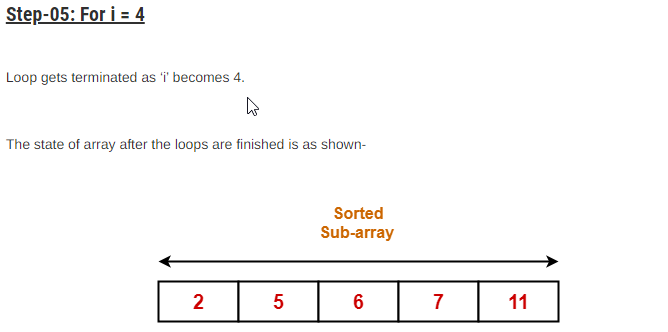 Step-05: For i = 4
Loop gets terminated as 'i' becomes 4.
The state of array after the loops are finished is as shown-
Sorted
Sub-array
2 5 6 7 11